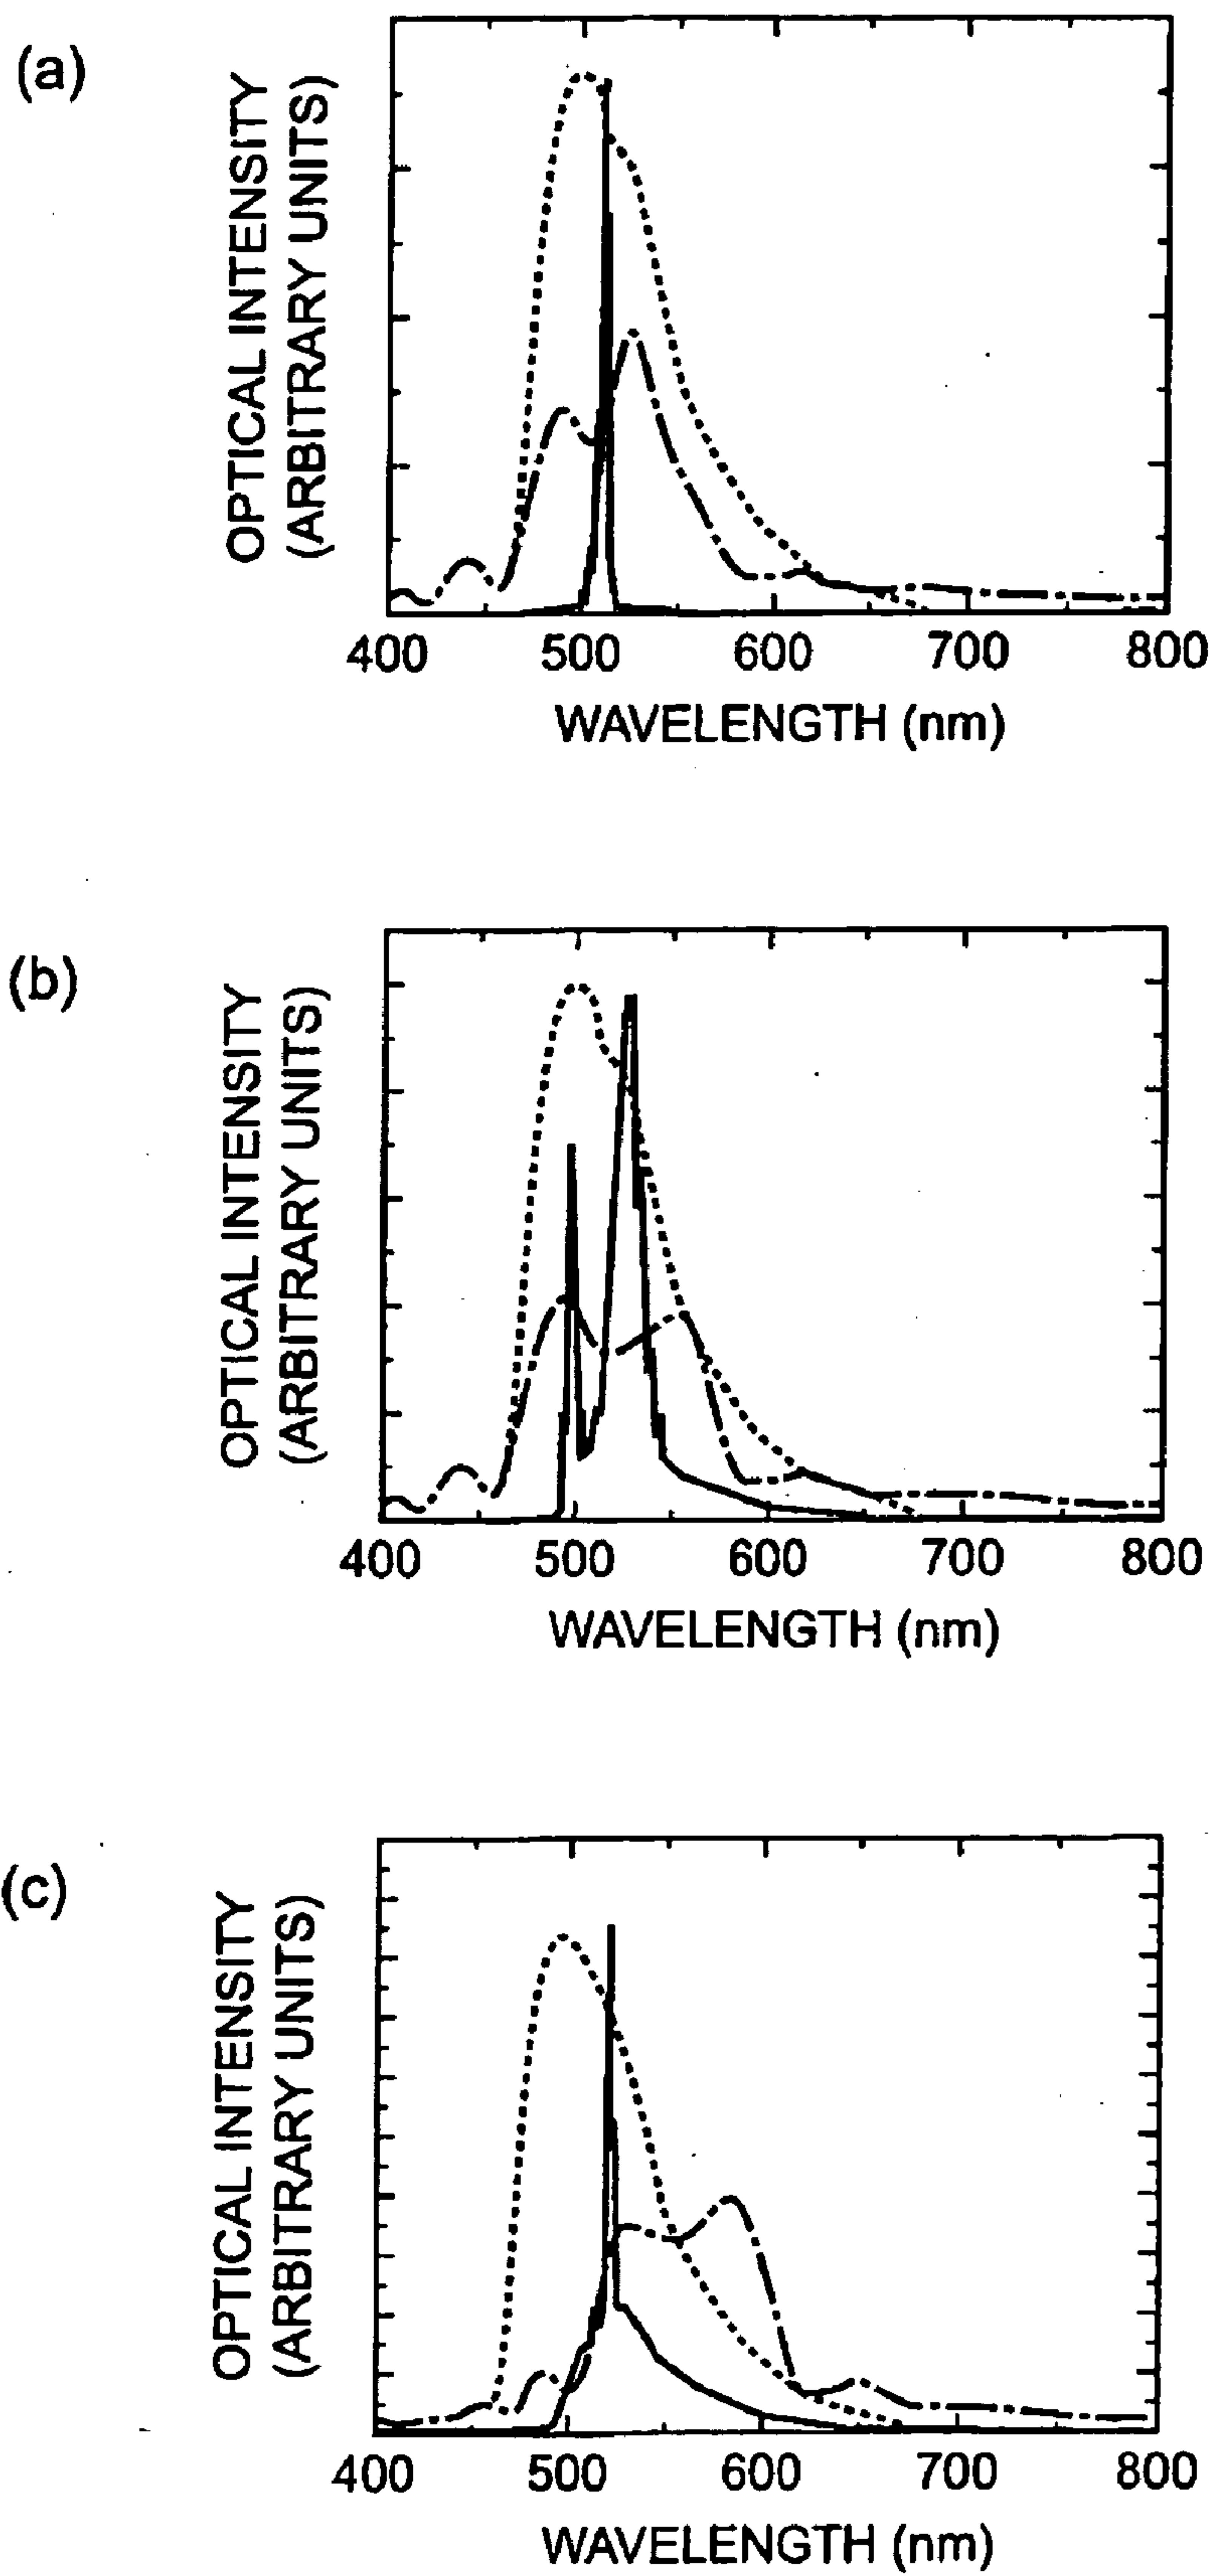 (a)
OPTICAL INTENSITY
(ARBITRARY UNITS)
400 500 600 700 800
WAVELENGTH (nm)
(b)
OPTICAL INTENSITY
(ARBITRARY UNITS)
400 500 600 700 800
WAVELENGTH (nm)
(c)
OPTICAL INTENSITY
(ARBITRARY UNITS)
400 500 600 700 800
WAVELENGTH (nm)